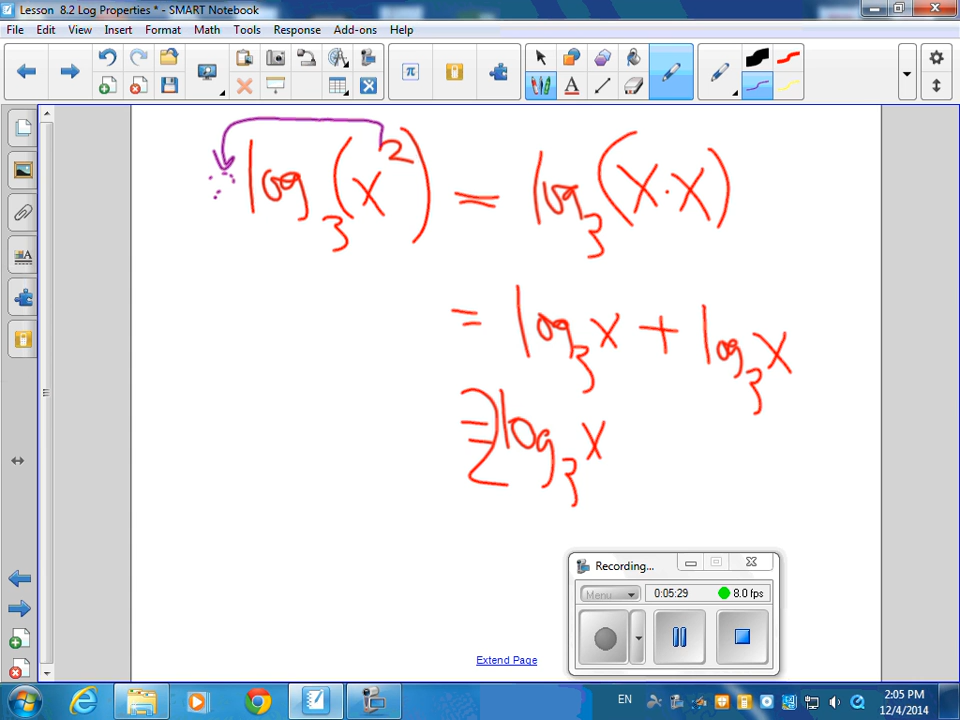 Lesson 8.2 Log Properties * - SMART Notebook
File Edit View Insert Format Math Tools Response Add-ons Help
log₃(x²) = log₃(x·x)
= log₃x + log₃x
= 2log₃x
Recording...
Menu 0:05:29 8.0 fps
Extend Page
EN 2:05 PM
12/4/2014